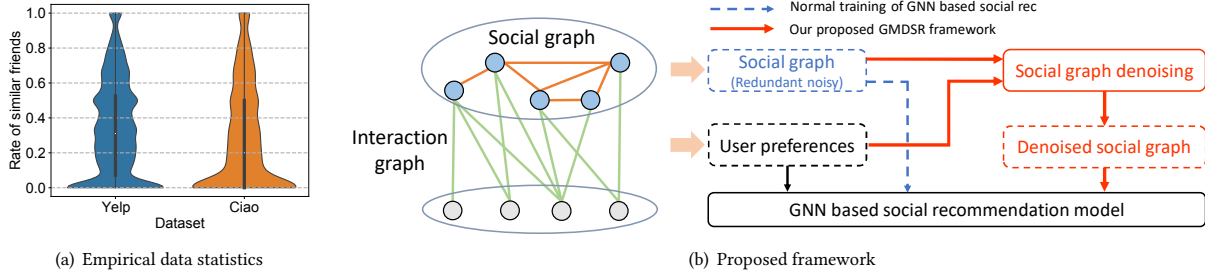 Rate of similar friends
1.0
0.8
0.6
0.4
0.2
0.0
Yelp
Ciao
Dataset
(a) Empirical data statistics
Social graph
Interaction
graph
Normal training of GNN based social rec
Our proposed GMDSR framework
Social graph
(Redundant noisy)
Social graph denoising
User preferences
Denoised social graph
GNN based social recommendation model
(b) Proposed framework